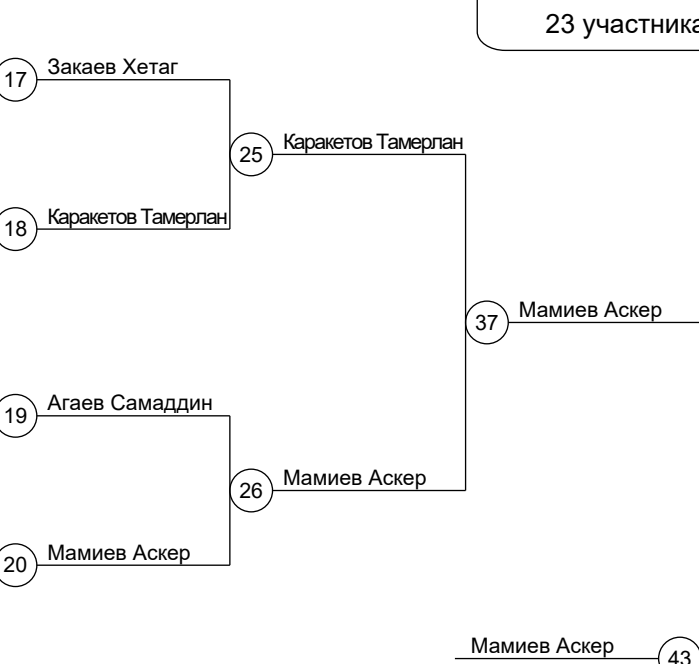 23 участника
17 Закаев Хетаг
25 Каракетов Тамерлан
18 Каракетов Тамерлан
37 Мамиев Аскер
19 Агаев Самаддин
26 Мамиев Аскер
20 Мамиев Аскер
Мамиев Аскер 43